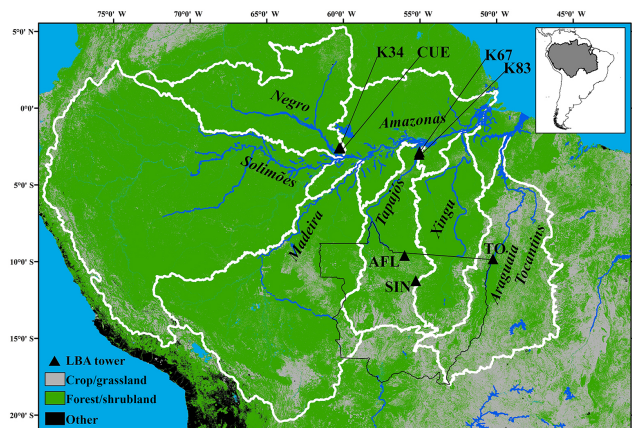 75°0'W 70°0'W 65°0'W 60°0'W 55°0'W 50°0'W 45°0'W
5°0' N
0°0'
5°0'S
10°0'S
15°0'S
20°0'S
K34
CUE
K67
K83
Negro
Amazonas
Solimões
Madeira
Tapajós
Xingu
Araguaia
Tocantins
AFL
SIN
TO.
LBA tower
Crop/grassland
Forest/shrubland
Other